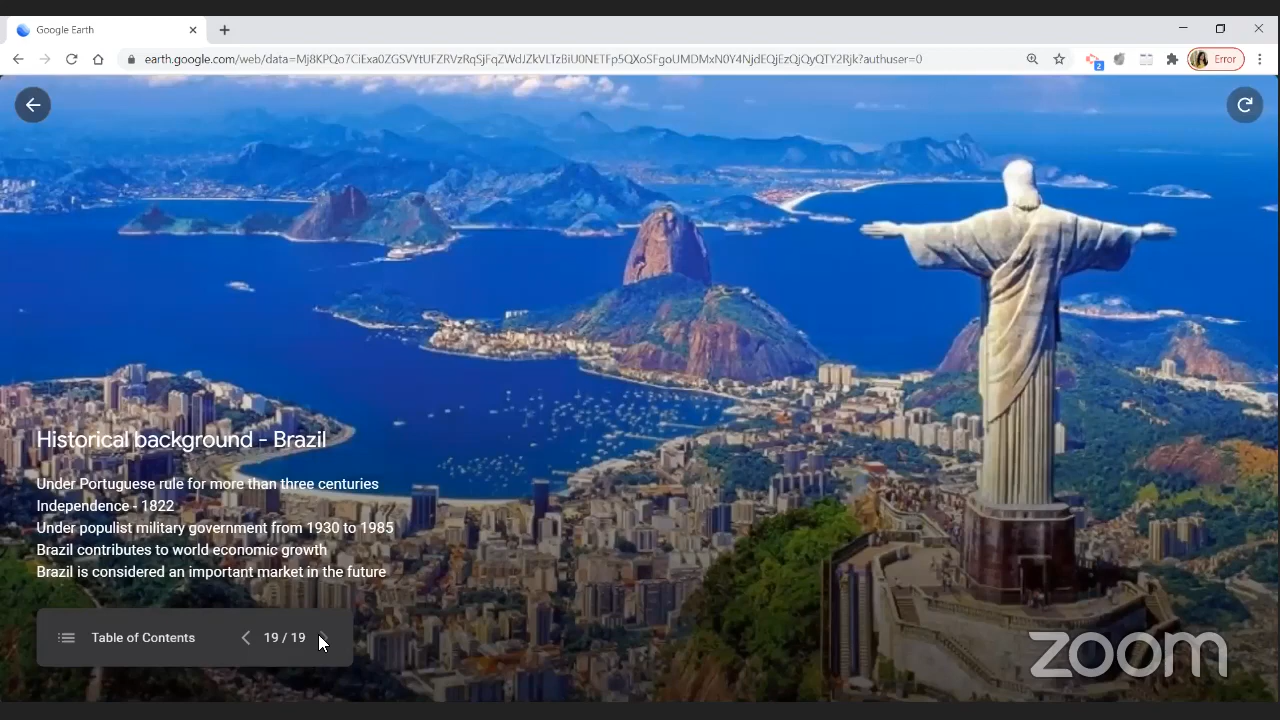 Google Earth
earth.google.com/web/data=Mj8KPQo7CiExa0ZGSVYtUFZRVzRqSjFrZWdJZkVLTzBiU0NETFp5QXoSFgoUMDMxN0Y4NjdEQjEzQjQyQTY2Rjk?authuser=0
2
Error
Historical background - Brazil
Under Portuguese rule for more than three centuries
Independence - 1822
Under populist military government from 1930 to 1985
Brazil contributes to world economic growth
Brazil is considered an important market in the future
Table of Contents
19 / 19
zoom